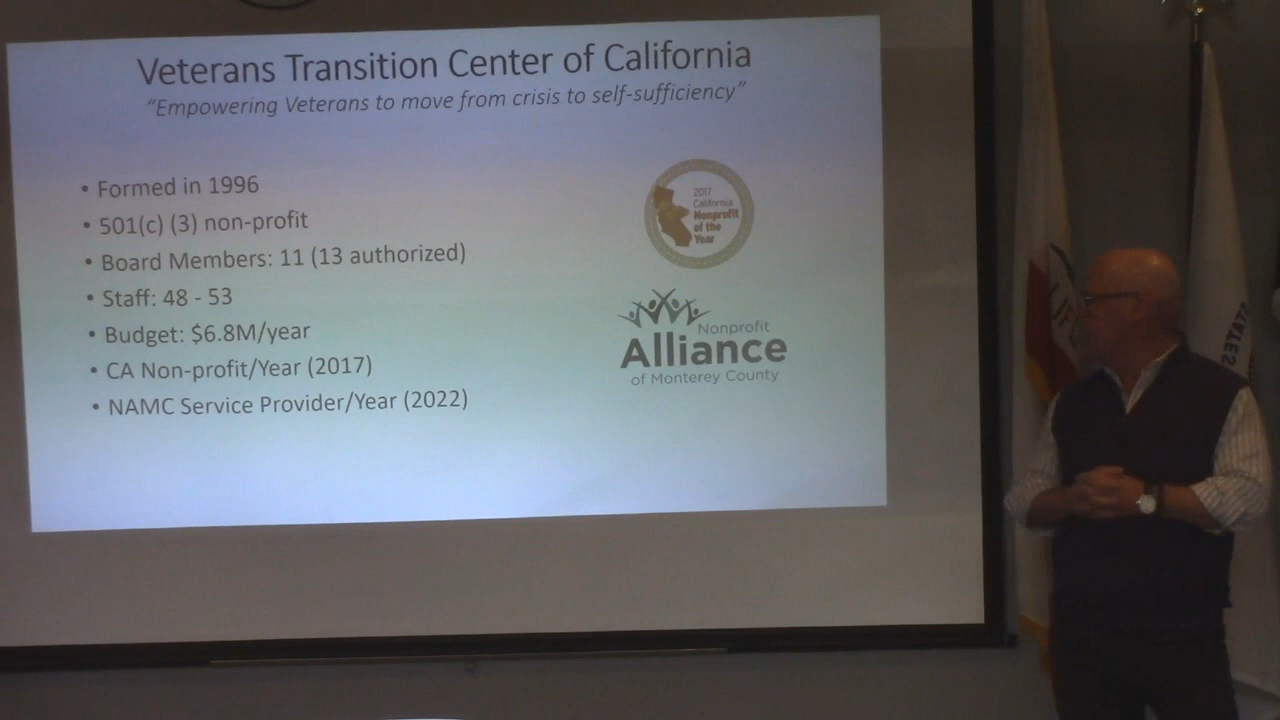 Veterans Transition Center of California
“Empowering Veterans to move from crisis to self-sufficiency”
• Formed in 1996
• 501(c) (3) non-profit
• Board Members: 11 (13 authorized)
• Staff: 48 - 53
• Budget: $6.8M/year
• CA Non-profit/Year (2017)
• NAMC Service Provider/Year (2022)
2017
California
Nonprofit
of the
Year
Nonprofit
Alliance
of Monterey County
STATES